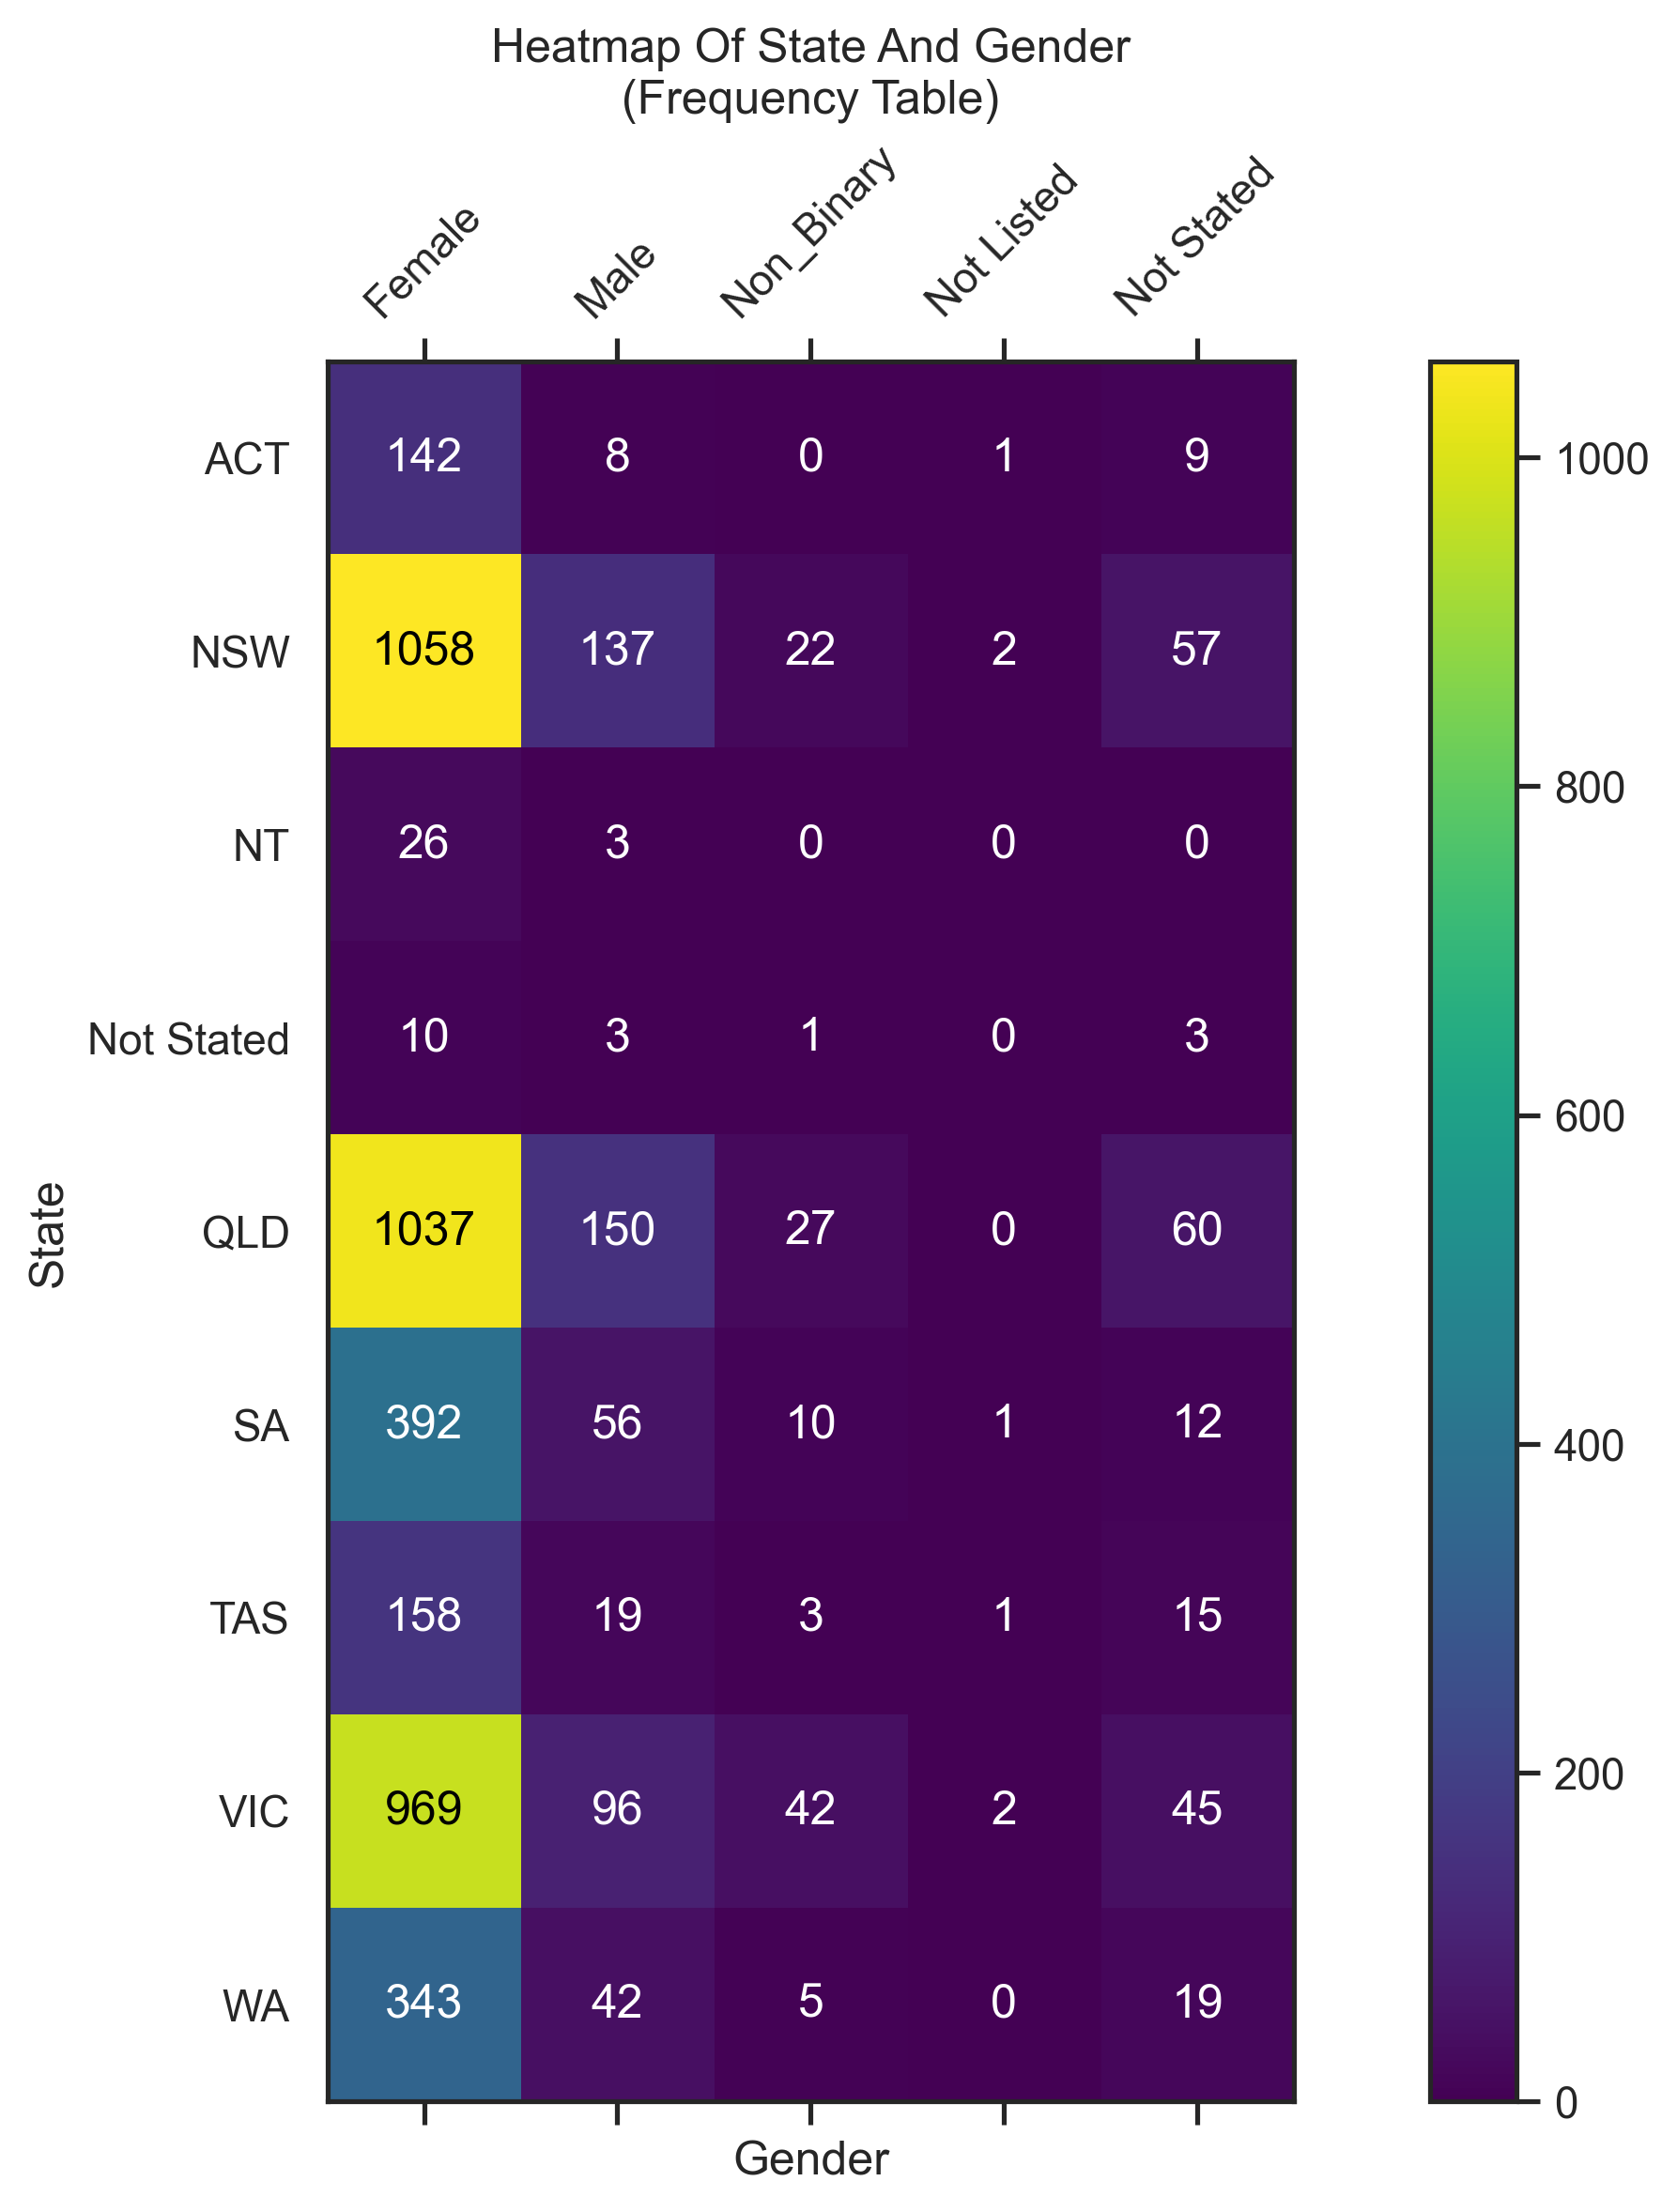 Heatmap Of State And Gender
(Frequency Table)
Female Male Non_Binary Not Listed Not Stated
ACT 142 8 0 1 9
NSW 1058 137 22 2 57
NT 26 3 0 0 0
Not Stated 10 3 1 0 3
QLD 1037 150 27 0 60
SA 392 56 10 1 12
TAS 158 19 3 1 15
VIC 969 96 42 2 45
WA 343 42 5 0 19
State
Gender
1000
800
600
400
200
0